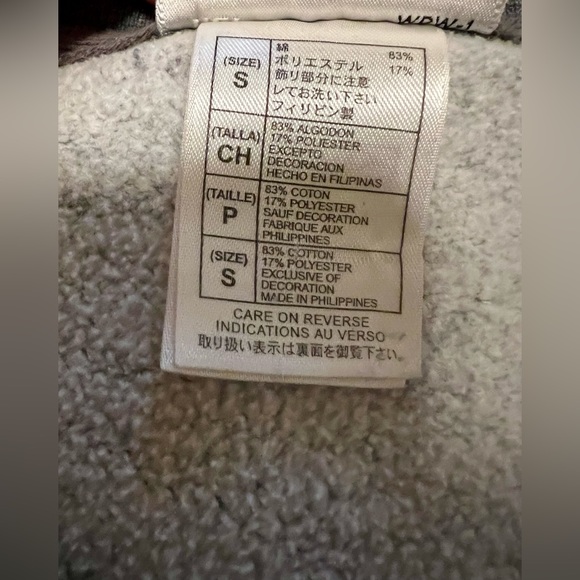 WPW-1
(SIZE)
S
綿 83%
ポリエステル 17%
飾り部分に注意
してお洗い下さい
フィリピン製
(TALLA)
CH
83% ALGODON
17% POLIESTER
EXCEPTO
DECORACION
HECHO EN FILIPINAS
(TAILLE)
P
83% COTON
17% POLYESTER
SAUF DECORATION
FABRIQUE AUX
PHILIPPINES
(SIZE)
S
83% COTTON
17% POLYESTER
EXCLUSIVE OF
DECORATION
MADE IN PHILIPPINES
CARE ON REVERSE
INDICATIONS AU VERSO
取り扱い表示は裏面を御覧下さい。